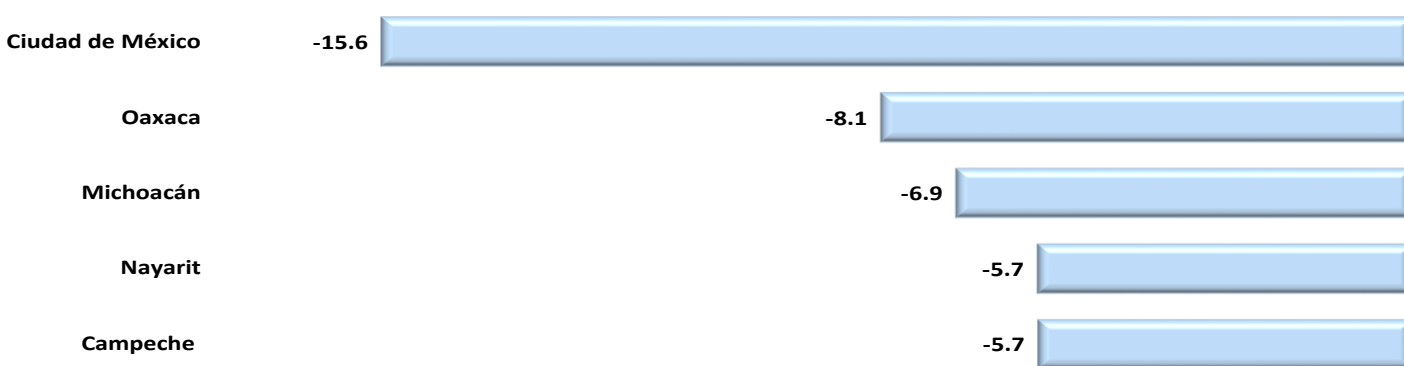 Ciudad de México -15.6
Oaxaca -8.1
Michoacán -6.9
Nayarit -5.7
Campeche -5.7